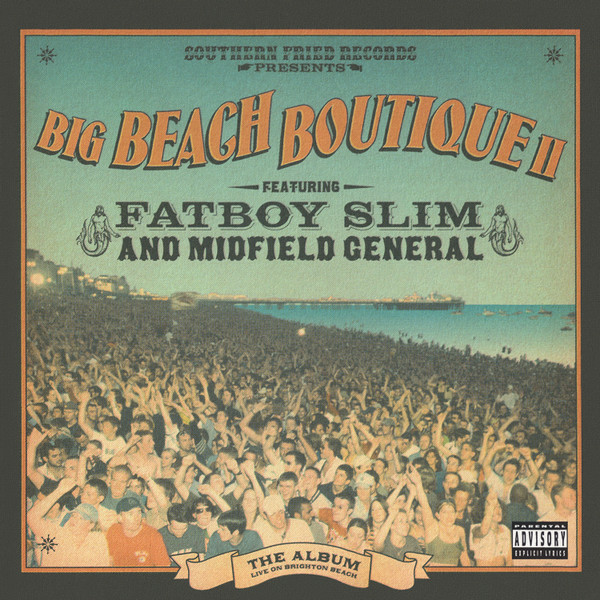 SOUTHERN FRIED RECORDS
PRESENTS
BIG BEACH BOUTIQUE II
FEATURING
FATBOY SLIM
AND MIDFIELD GENERAL
THE ALBUM
LIVE ON BRIGHTON BEACH
PARENTAL
ADVISORY
EXPLICIT LYRICS